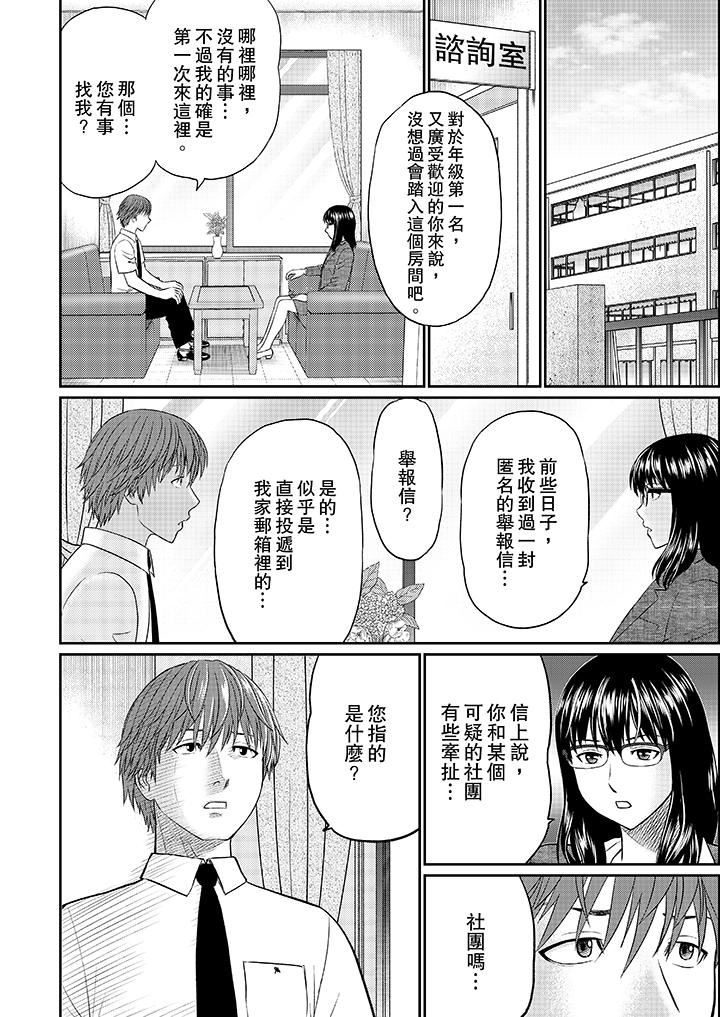 諮詢室
對於年級第一名，
又廣受歡迎的你來說，
沒想過會踏入這個房間吧。
哪裡哪裡，
沒有的事…
不過我的確是
第一次來這裡。
那個…
您有事
找我？
前些日子，
我收到過一封
匿名的舉報信…
舉報信？
是的…
似乎是
直接投遞到
我家郵箱裡的…
信上說，
你和某個
可疑的社團
有些牽扯…
社團嗎…
您指的
是什麼？